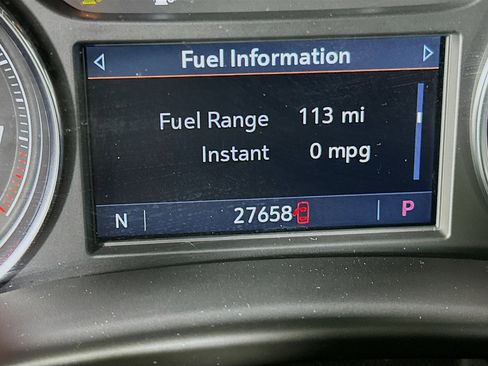 Fuel Information
Fuel Range 113 mi
Instant 0 mpg
N 27658 P